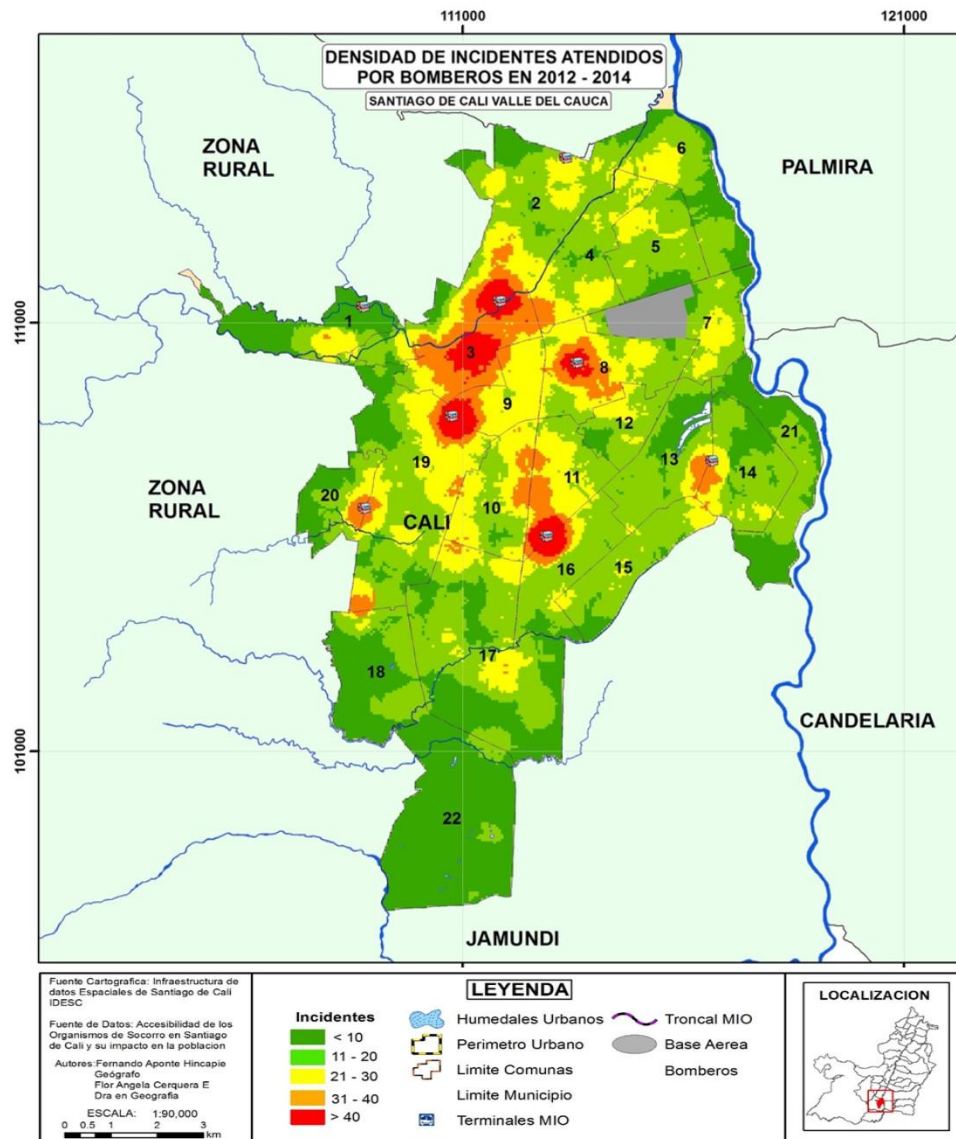 111000
121000
DENSIDAD DE INCIDENTES ATENDIDOS
POR BOMBEROS EN 2012 - 2014
SANTIAGO DE CALI VALLE DEL CAUCA
ZONA
RURAL
PALMIRA
6
2
4
5
111000
1
7
3
8
9
12
21
19
13
14
11
ZONA
RURAL
20
10
CALI
16
15
17
18
CANDELARIA
101000
22
JAMUNDI
Fuente Cartografica: Infraestructura de
datos Espaciales de Santiago de Cali
IDESC
Fuente de Datos: Accesibilidad de los
Organismos de Socorro en Santiago
de Cali y su impacto en la poblacion
Autores:Fernando Aponte Hincapie
Geógrafo
Flor Angela Cerquera E
Dra en Geografia
ESCALA: 1:90,000
0 0.5 1 2 3
km
LEYENDA
Incidentes
< 10
11 - 20
21 - 30
31 - 40
> 40
Humedales Urbanos
Perimetro Urbano
Limite Comunas
Limite Municipio
Terminales MIO
Troncal MIO
Base Aerea
Bomberos
LOCALIZACION